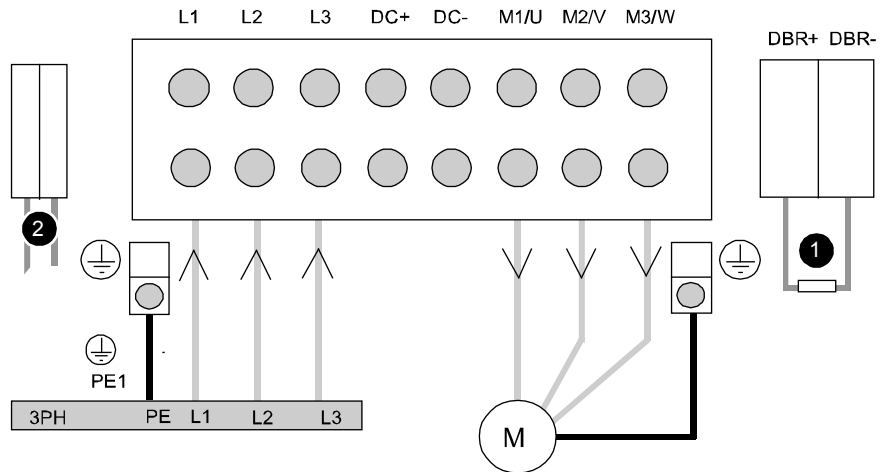 L1 L2 L3 DC+ DC- M1/U M2/V M3/W
DBR+ DBR-
2
1
PE1
3PH PE L1 L2 L3
M